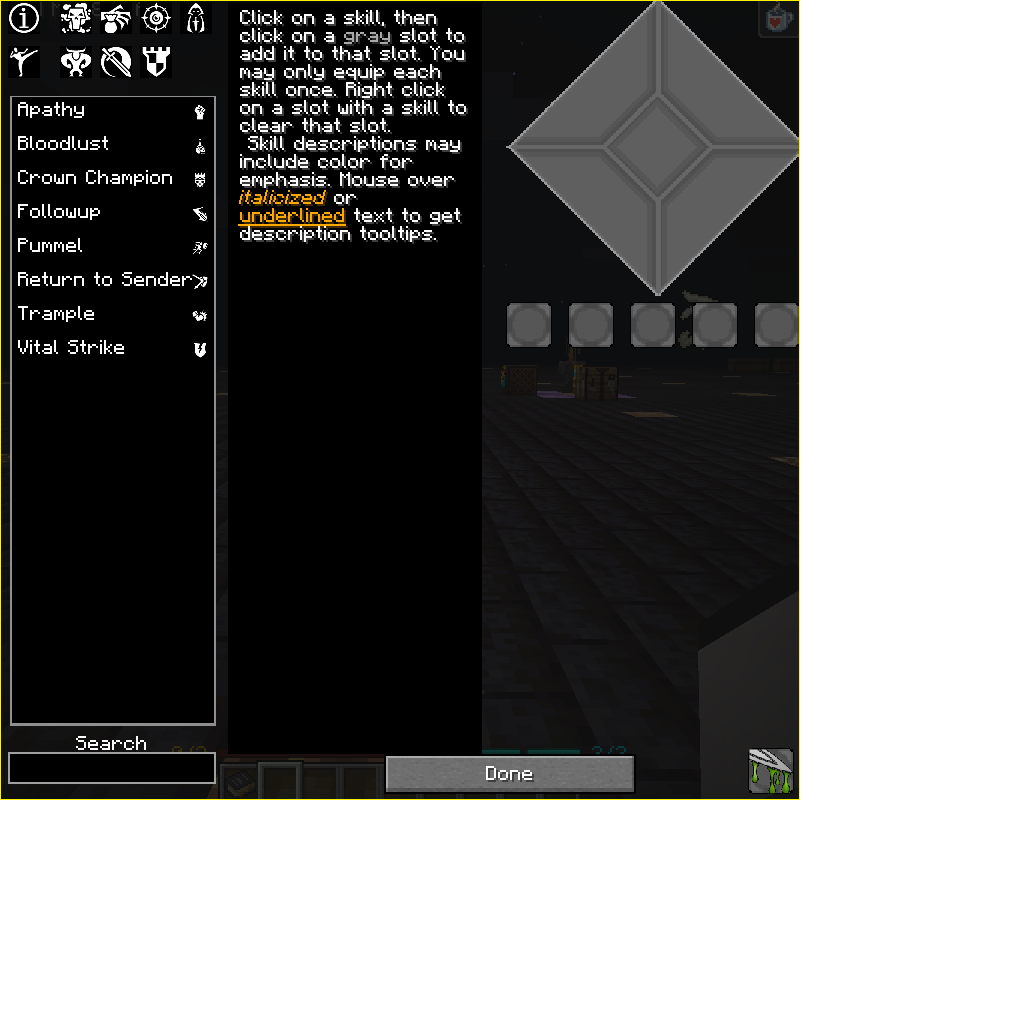 Click on a skill, then
click on a gray slot to
add it to that slot. You
may only equip each
skill once. Right click
on a slot with a skill to
clear that slot.
Skill descriptions may
include color for
emphasis. Mouse over
italicized or
underlined text to get
description tooltips.
Apathy
Bloodlust
Crown Champion
Followup
Pummel
Return to Sender
Trample
Vital Strike
Search
Done